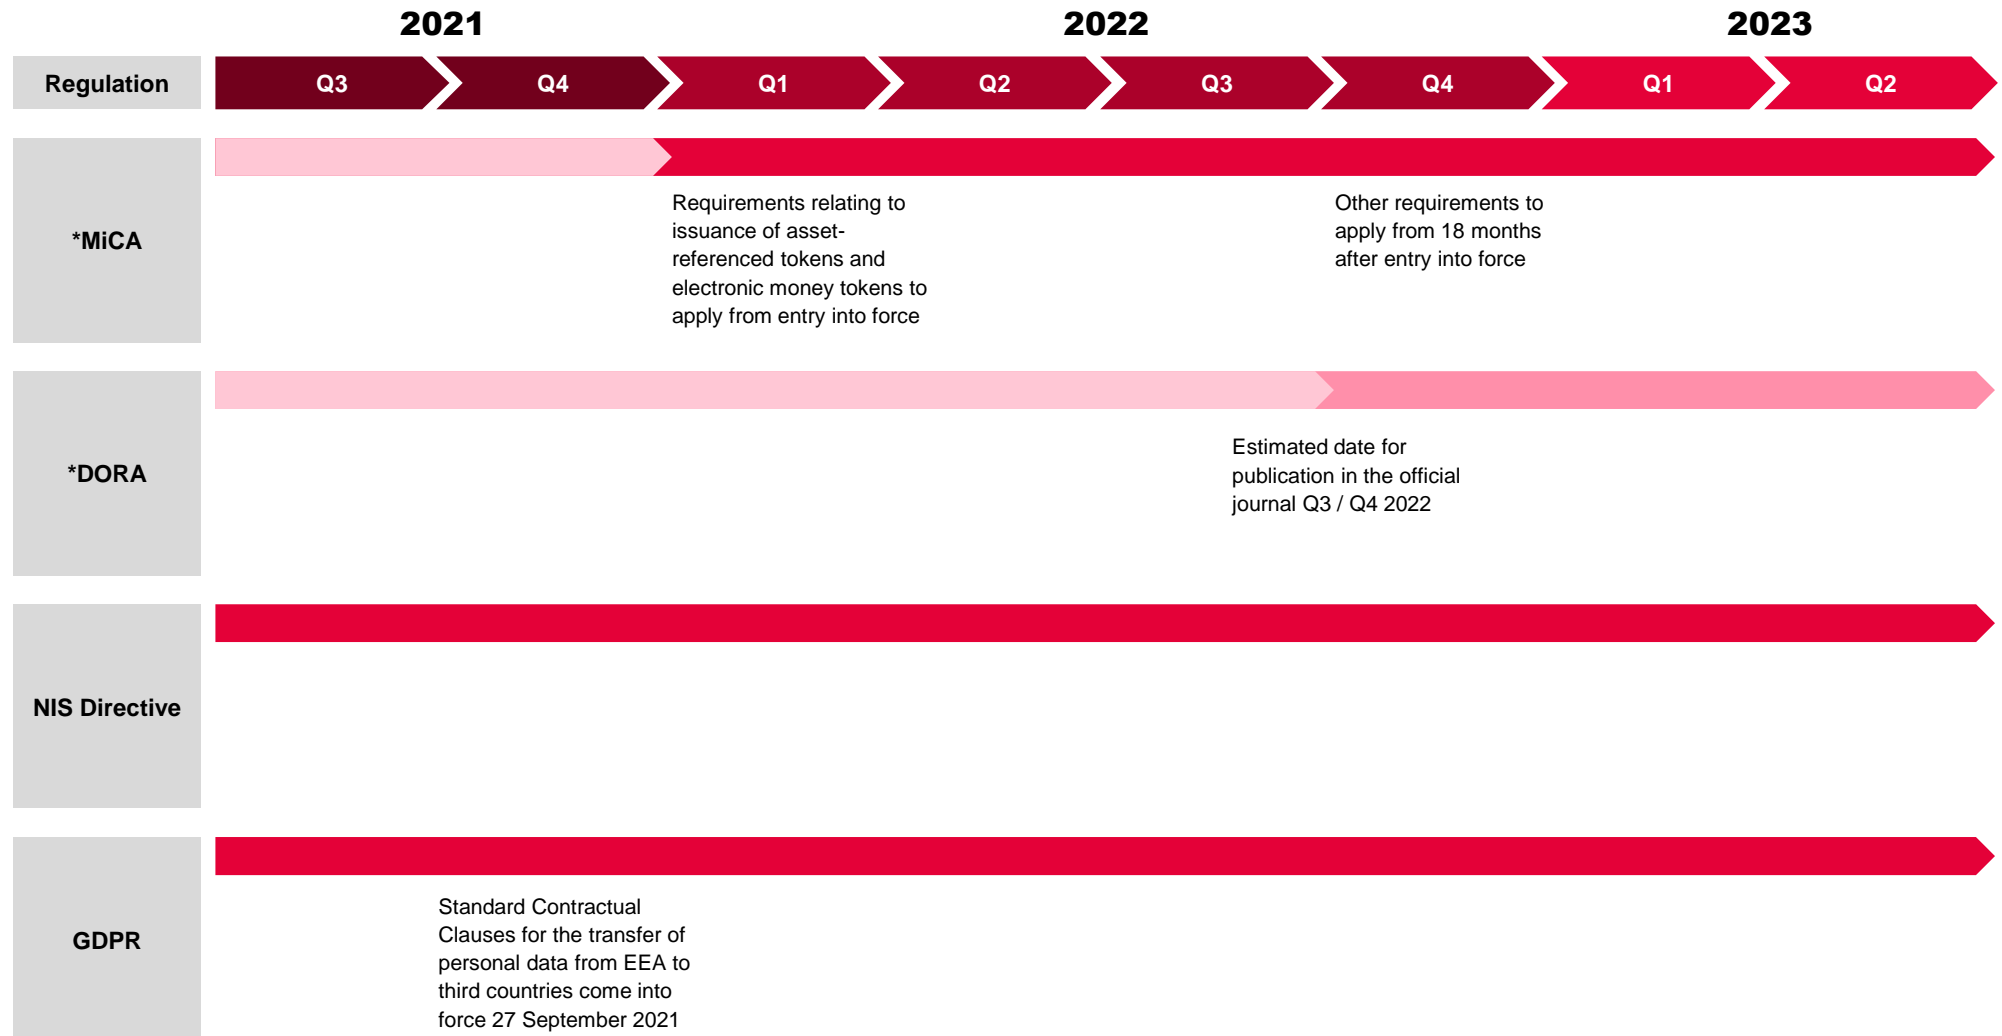 2021
2022
2023
Regulation
Q3
Q4
Q1
Q2
Q3
Q4
Q1
Q2
*MiCA
Requirements relating to
issuance of asset-
referenced tokens and
electronic money tokens to
apply from entry into force
Other requirements to
apply from 18 months
after entry into force
*DORA
Estimated date for
publication in the official
journal Q3 / Q4 2022
NIS Directive
GDPR
Standard Contractual
Clauses for the transfer of
personal data from EEA to
third countries come into
force 27 September 2021